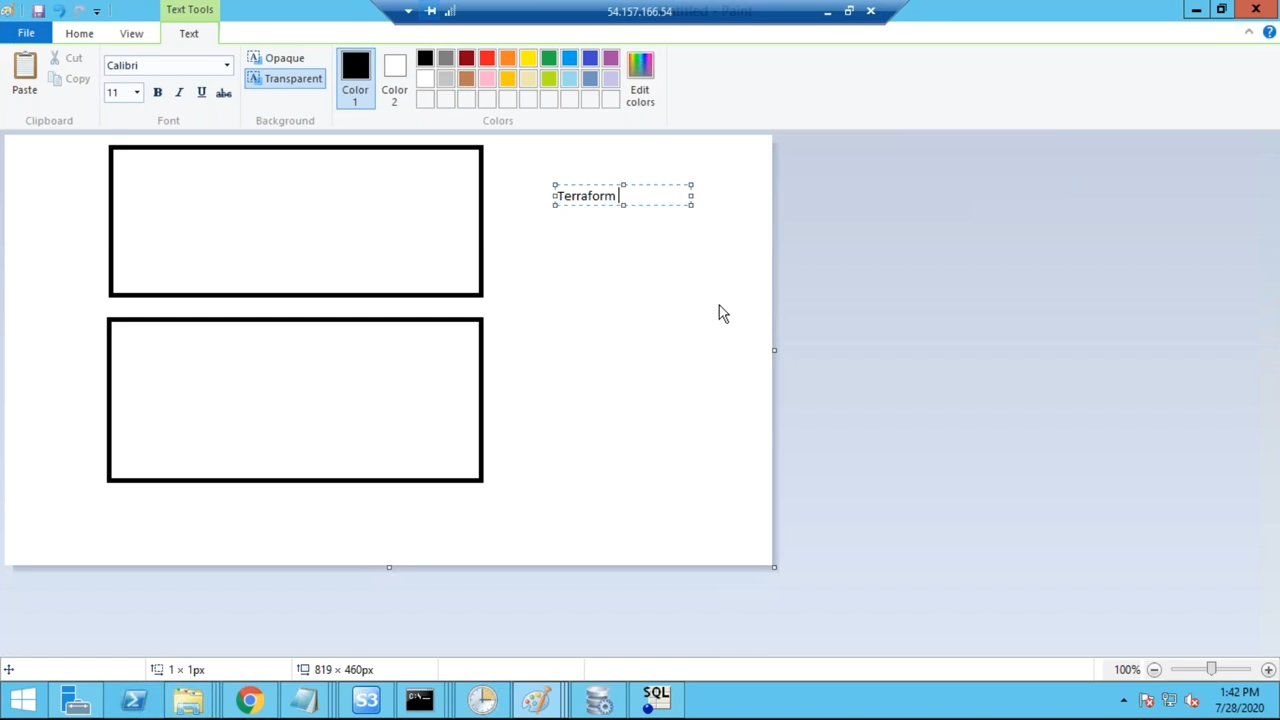 Text Tools
54.157.166.54
File
Home
View
Text
Paste
Cut
Copy
Clipboard
Calibri
11
B I U abc
Font
A Opaque
A Transparent
Background
Color 1
Color 2
Edit colors
Colors
Terraform
1 × 1px
819 × 460px
100%
S3
C:\
SQL
1:42 PM
7/28/2020